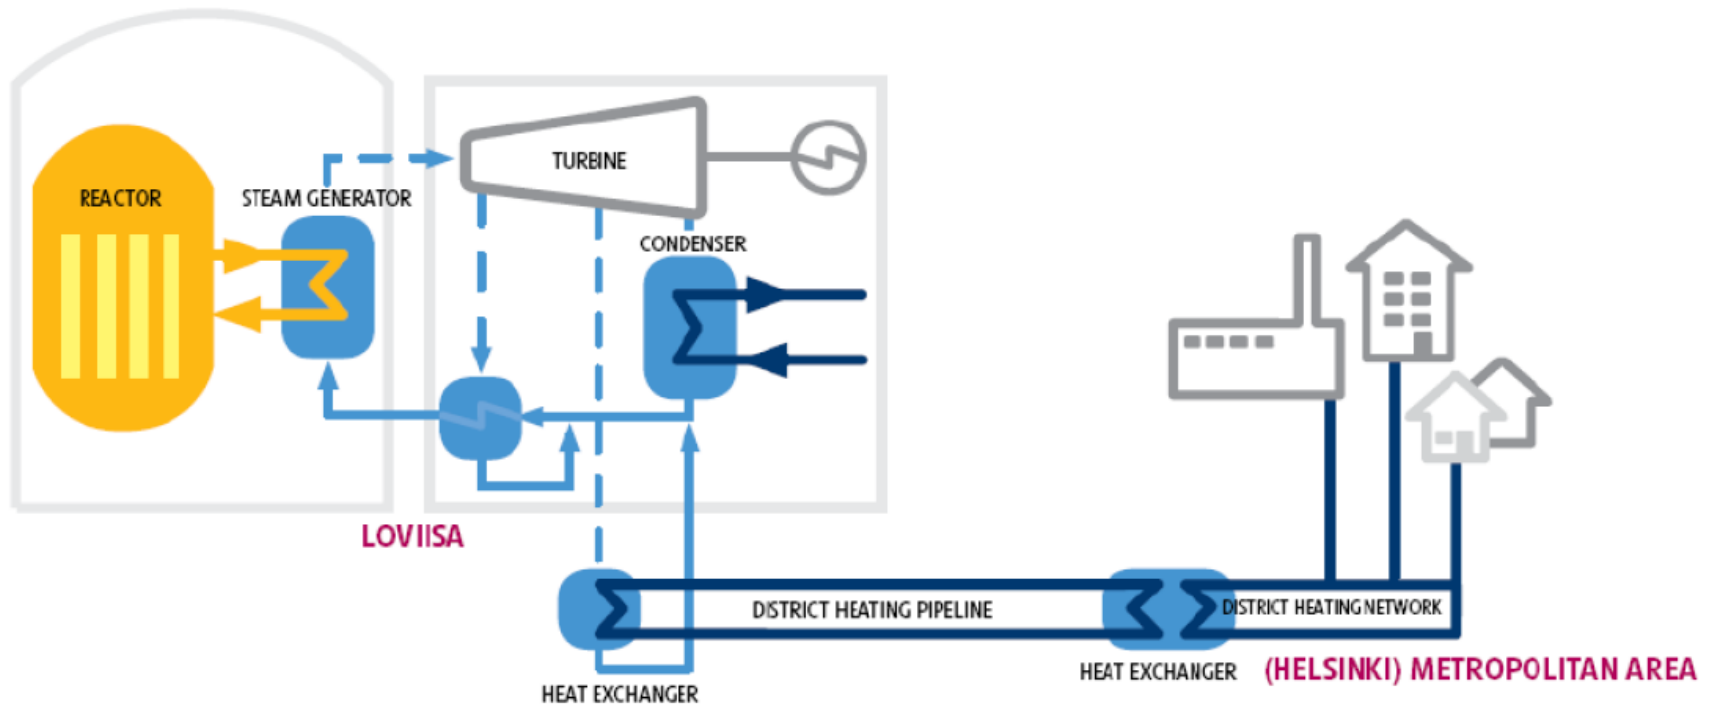 TURBINE
REACTOR
STEAM GENERATOR
CONDENSER
LOVIISA
DISTRICT HEATING PIPELINE
DISTRICT HEATING NETWORK
HEAT EXCHANGER
(HELSINKI) METROPOLITAN AREA
HEAT EXCHANGER